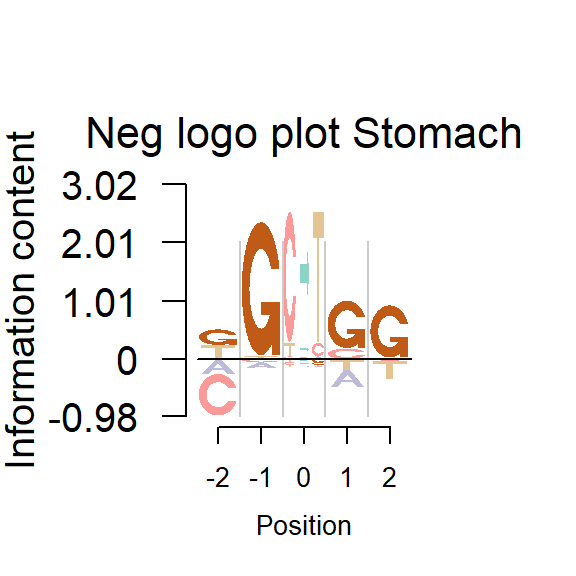 Neg logo plot Stomach
Information content
3.02
2.01
1.01
0
-0.98
G
T
A
C
G
A
C
T
G
C
T
A
G
T
-2 -1 0 1 2
Position